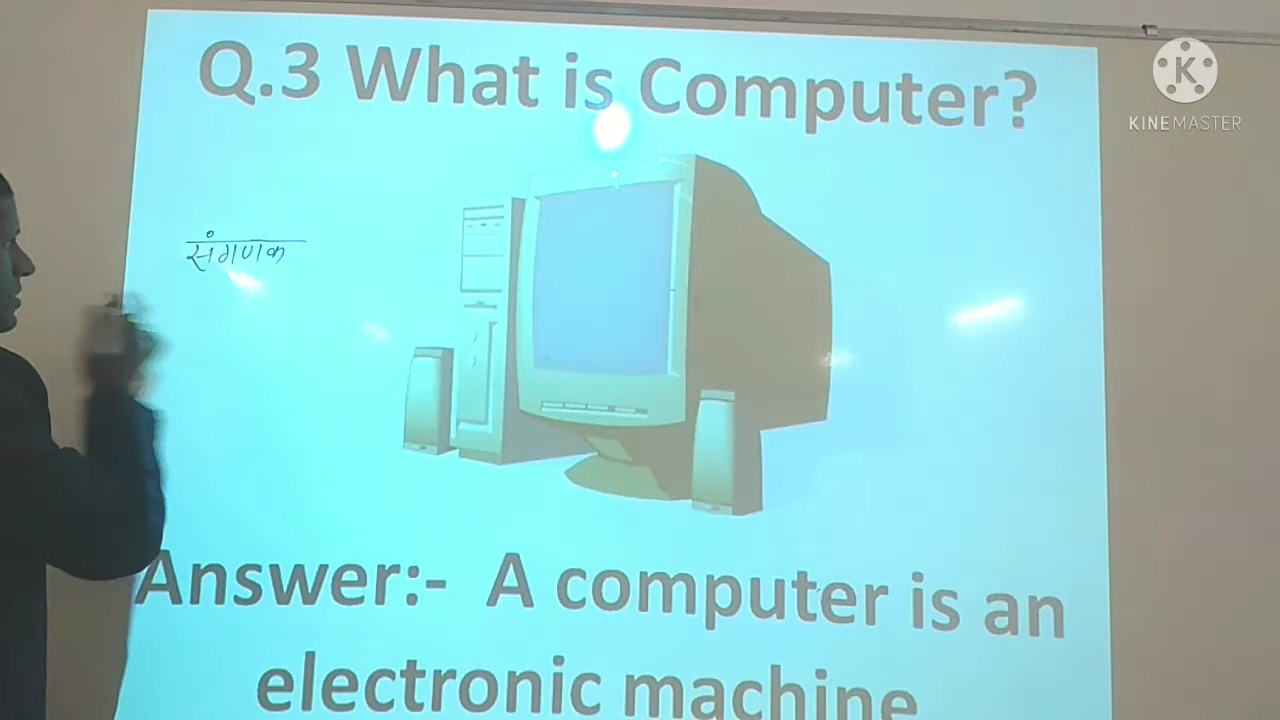 Q.3 What is Computer?
K
KINEMASTER
संगणक
Answer:- A computer is an
electronic machine